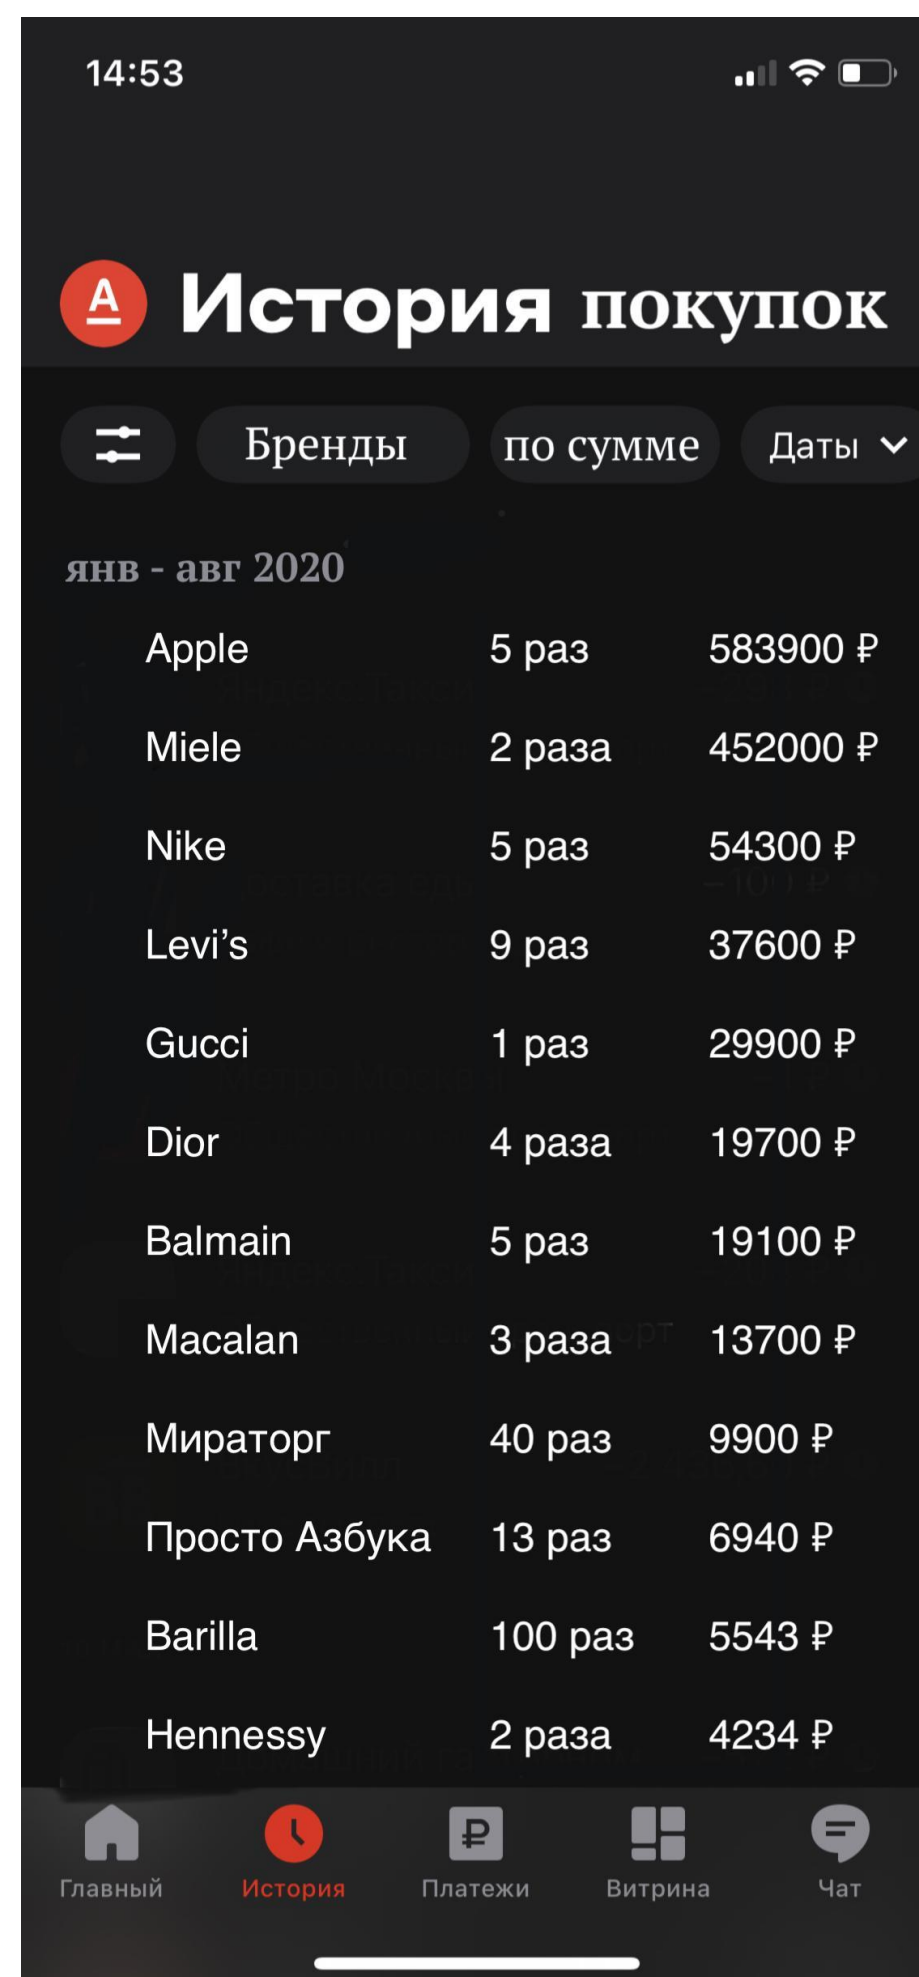 14:53
А История покупок
Бренды по сумме Даты
янв - авг 2020
Apple 5 раз 583900 ₽
Miele 2 раза 452000 ₽
Nike 5 раз 54300 ₽
Levi’s 9 раз 37600 ₽
Gucci 1 раз 29900 ₽
Dior 4 раза 19700 ₽
Balmain 5 раз 19100 ₽
Macalan 3 раза 13700 ₽
Мираторг 40 раз 9900 ₽
Просто Азбука 13 раз 6940 ₽
Barilla 100 раз 5543 ₽
Hennessy 2 раза 4234 ₽
Главный История Платежи Витрина Чат